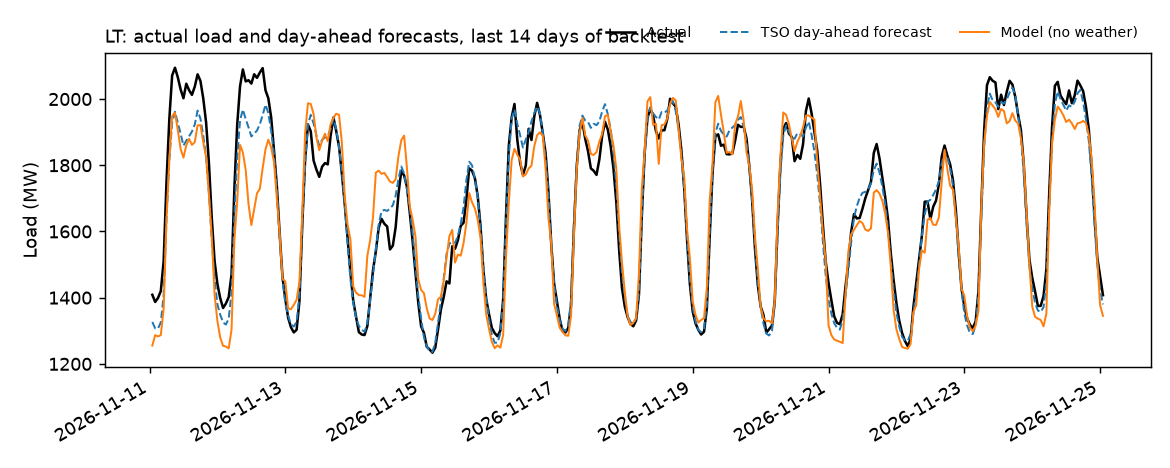 LT: actual load and day-ahead forecasts, last 14 days of backtest
Actual
TSO day-ahead forecast
Model (no weather)
Load (MW)
2000
1800
1600
1400
1200
2026-11-11
2026-11-13
2026-11-15
2026-11-17
2026-11-19
2026-11-21
2026-11-23
2026-11-25